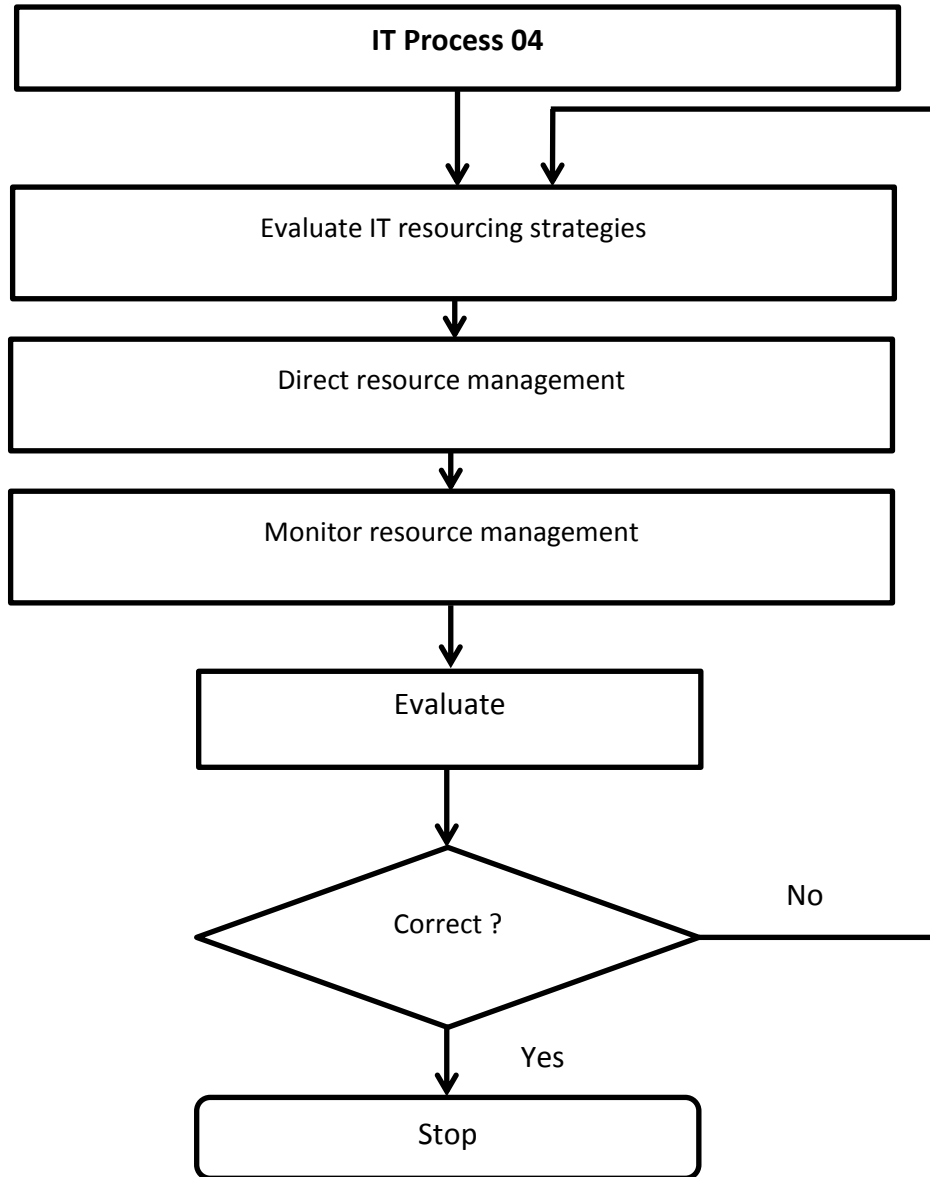 IT Process 04
Evaluate IT resourcing strategies
Direct resource management
Monitor resource management
Evaluate
Correct ?
No
Yes
Stop